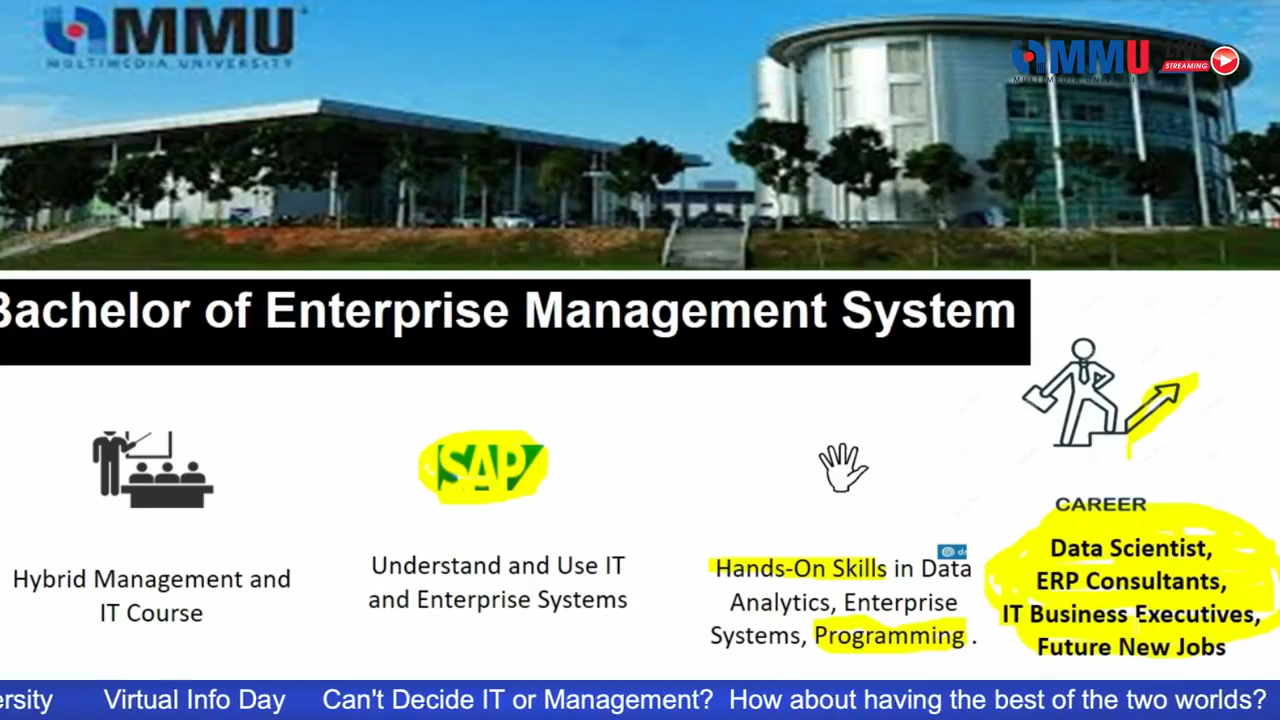 MMU
MULTIMEDIA UNIVERSITY
MMU LIVE
STREAMING
MULTIMEDIA UNIVERSI
Bachelor of Enterprise Management System
SAP
CAREER
Hybrid Management and
IT Course
Understand and Use IT
and Enterprise Systems
Hands-On Skills in Data
Analytics, Enterprise
Systems, Programming .
Data Scientist,
ERP Consultants,
IT Business Executives,
Future New Jobs
ersity Virtual Info Day Can't Decide IT or Management? How about having the best of the two worlds?